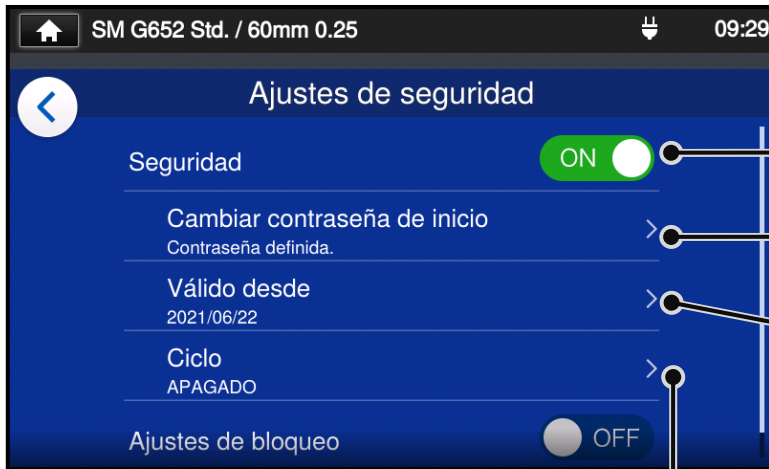 SM G652 Std. / 60mm 0.25 09:29
Ajustes de seguridad
Seguridad ON
Cambiar contraseña de inicio
Contraseña definida.
Válido desde
2021/06/22
Ciclo
APAGADO
Ajustes de bloqueo OFF